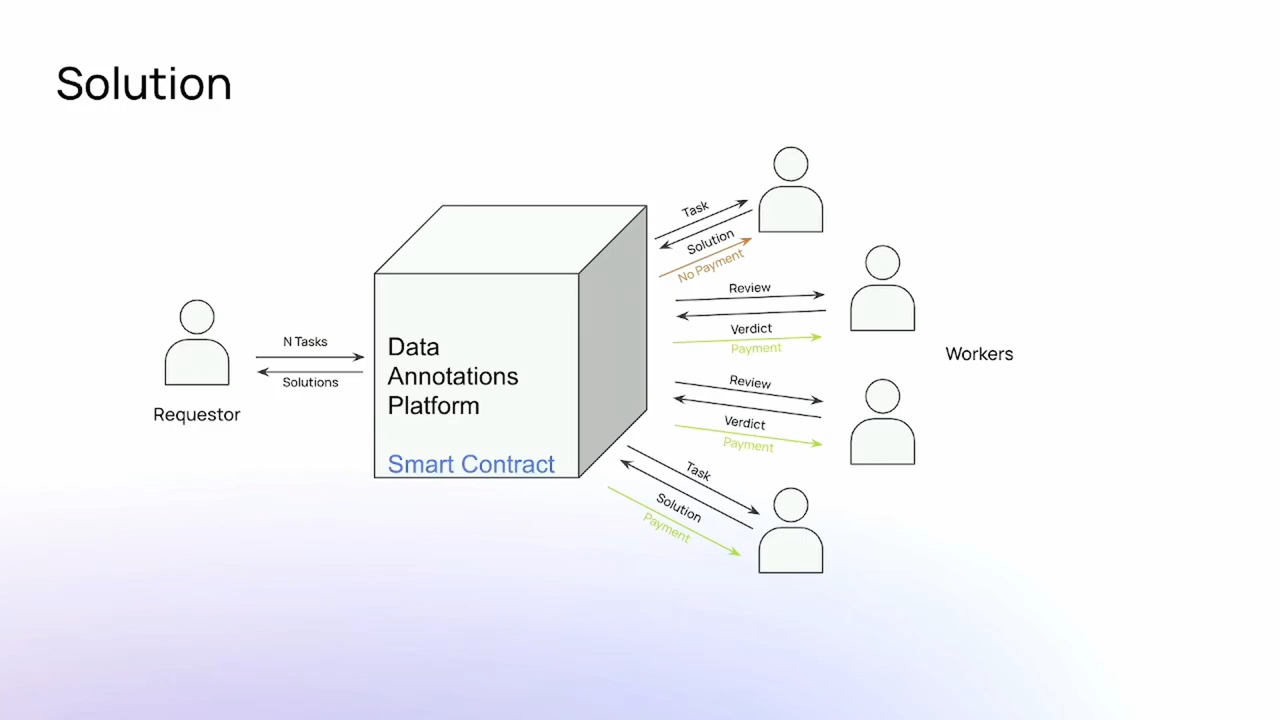 Solution
Task
Solution
No Payment
Review
Verdict
Payment
Workers
N Tasks
Solutions
Requestor
Data
Annotations
Platform
Smart Contract
Review
Verdict
Payment
Task
Solution
Payment